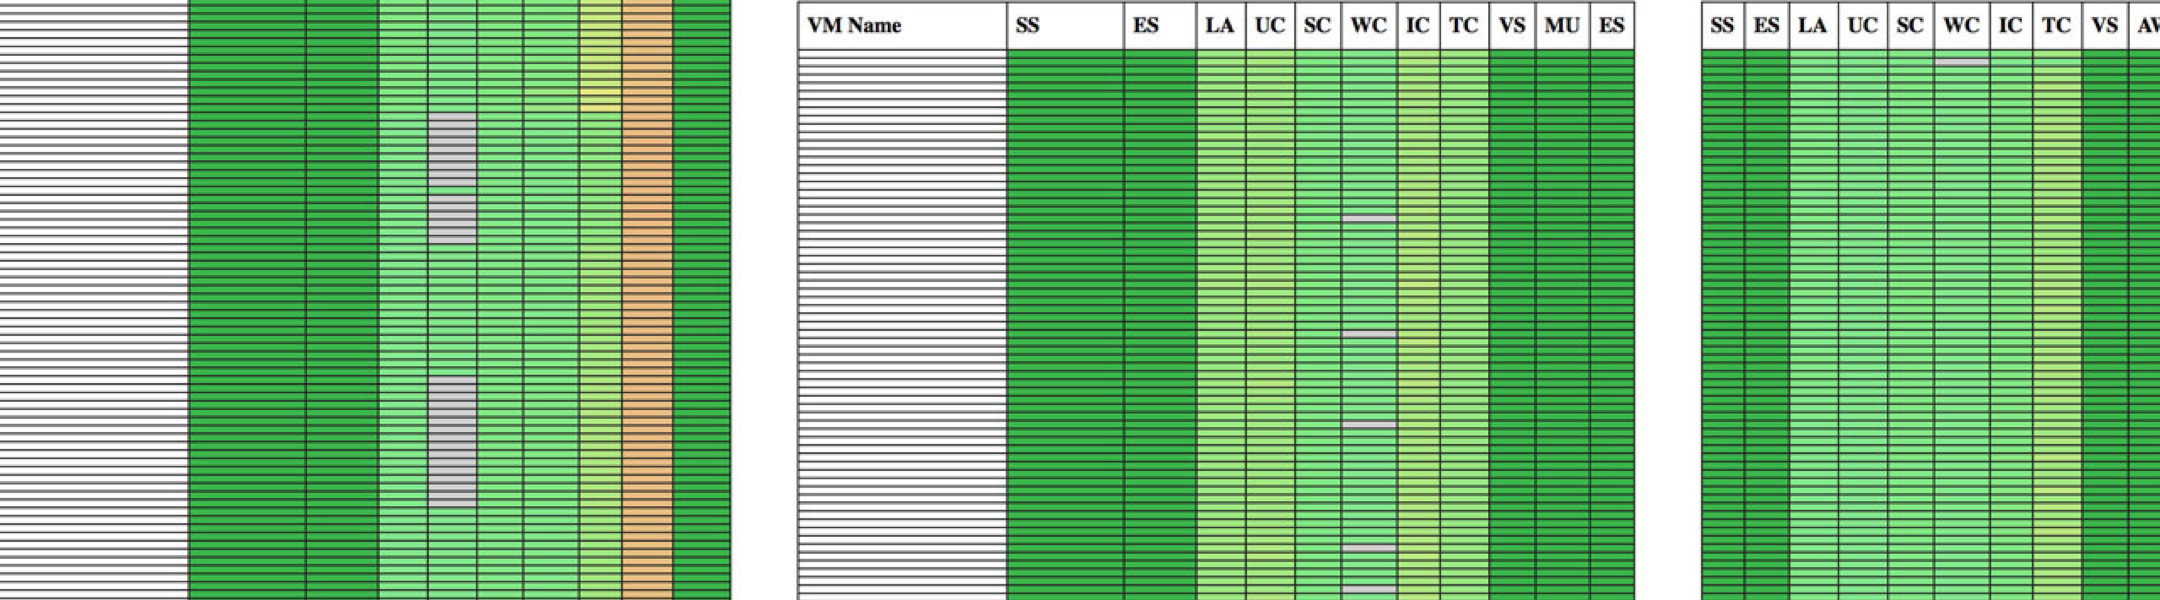 VM Name SS ES LA UC SC WC IC TC VS MU ES
SS ES LA UC SC WC IC TC VS